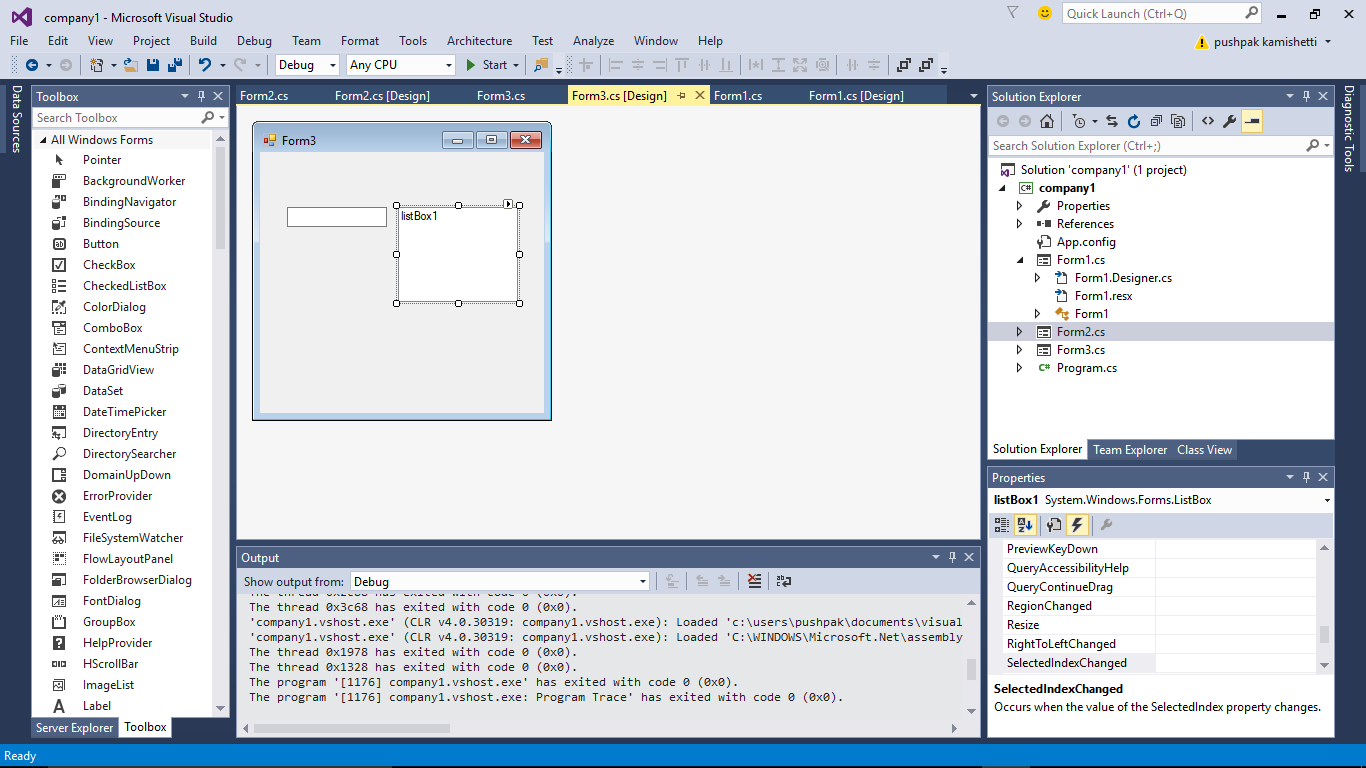 company1 - Microsoft Visual Studio
Quick Launch (Ctrl+Q)
File Edit View Project Build Debug Team Format Tools Architecture Test Analyze Window Help
pushpak kamishetti
Debug Any CPU Start
Data Sources
Toolbox
Search Toolbox
All Windows Forms
Pointer
BackgroundWorker
BindingNavigator
BindingSource
Button
CheckBox
CheckedListBox
ColorDialog
ComboBox
ContextMenuStrip
DataGridView
DataSet
DateTimePicker
DirectoryEntry
DirectorySearcher
DomainUpDown
ErrorProvider
EventLog
FileSystemWatcher
FlowLayoutPanel
FolderBrowserDialog
FontDialog
GroupBox
HelpProvider
HScrollBar
ImageList
Label
Server Explorer Toolbox
Form2.cs Form2.cs [Design] Form3.cs Form3.cs [Design] Form1.cs Form1.cs [Design]
Form3
listBox1
Output
Show output from: Debug
The thread 0x3c68 has exited with code 0 (0x0).
'company1.vshost.exe' (CLR v4.0.30319: company1.vshost.exe): Loaded 'c:\users\pushpak\documents\visual
'company1.vshost.exe' (CLR v4.0.30319: company1.vshost.exe): Loaded 'C:\WINDOWS\Microsoft.Net\assembly
The thread 0x1978 has exited with code 0 (0x0).
The thread 0x1328 has exited with code 0 (0x0).
The program '[1176] company1.vshost.exe' has exited with code 0 (0x0).
The program '[1176] company1.vshost.exe: Program Trace' has exited with code 0 (0x0).
Solution Explorer
Search Solution Explorer (Ctrl+;)
Solution 'company1' (1 project)
company1
Properties
References
App.config
Form1.cs
Form1.Designer.cs
Form1.resx
Form1
Form2.cs
Form3.cs
Program.cs
Solution Explorer Team Explorer Class View
Properties
listBox1 System.Windows.Forms.ListBox
PreviewKeyDown
QueryAccessibilityHelp
QueryContinueDrag
RegionChanged
Resize
RightToLeftChanged
SelectedIndexChanged
SelectedIndexChanged
Occurs when the value of the SelectedIndex property changes.
Diagnostic Tools
Ready